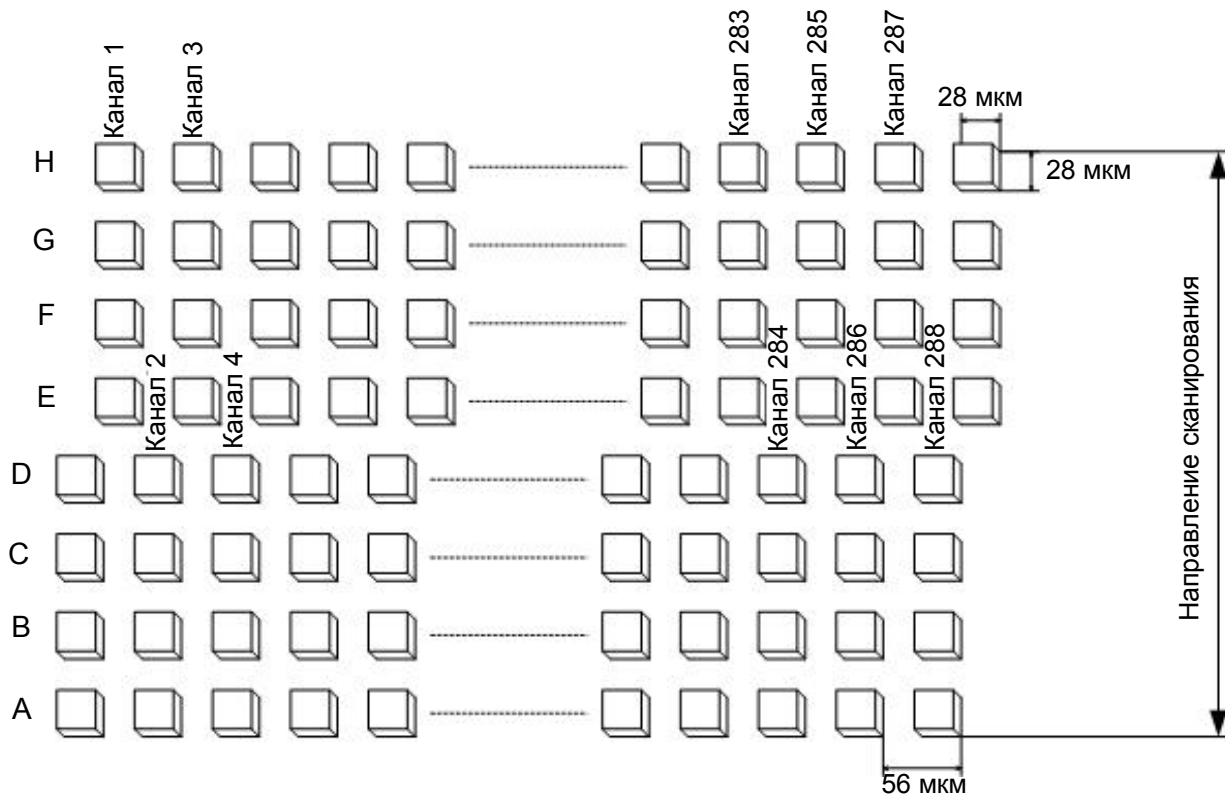 Канал 1
Канал 3
Канал 283
Канал 285
Канал 287
28 мкм
H
28 мкм
G
F
Канал 2
Канал 4
Канал 284
Канал 286
Канал 288
E
D
C
B
A
56 мкм
Направление сканирования